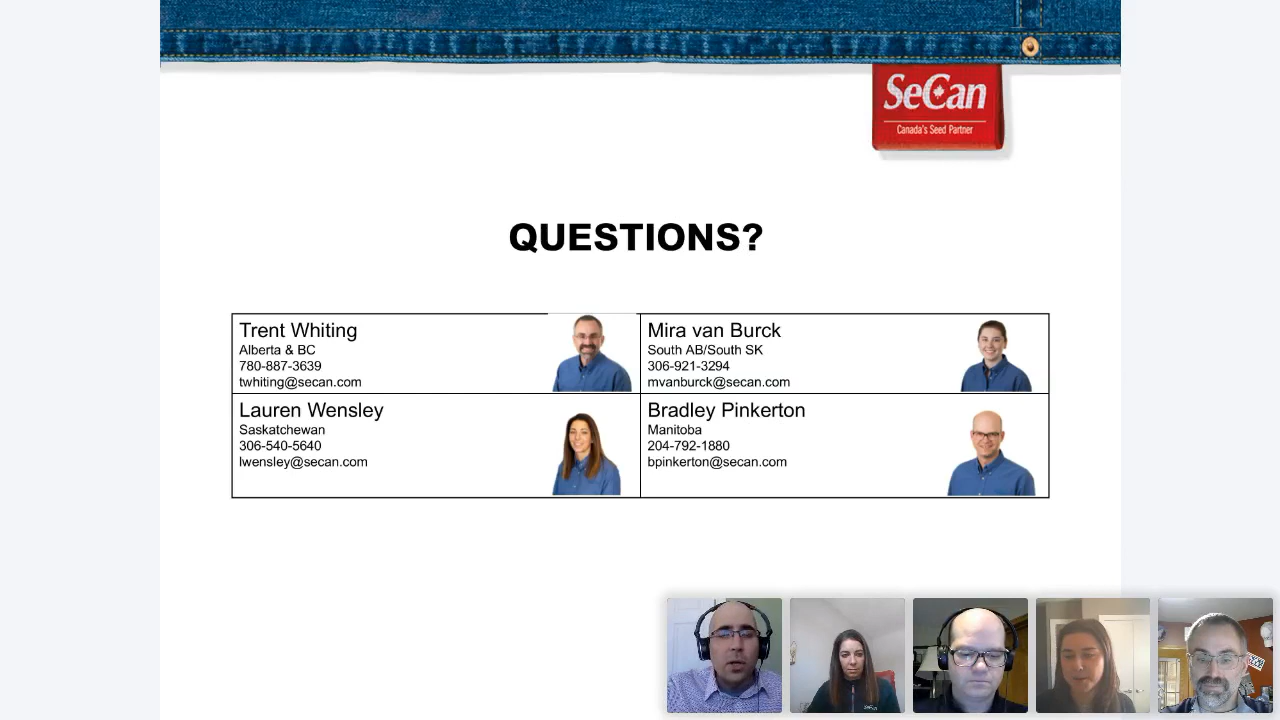 SeCan
Canada's Seed Partner
QUESTIONS?
Trent Whiting
Alberta & BC
780-887-3639
twhiting@secan.com
Mira van Burck
South AB/South SK
306-921-3294
mvanburck@secan.com
Lauren Wensley
Saskatchewan
306-540-5640
lwensley@secan.com
Bradley Pinkerton
Manitoba
204-792-1880
bpinkerton@secan.com
SeCan